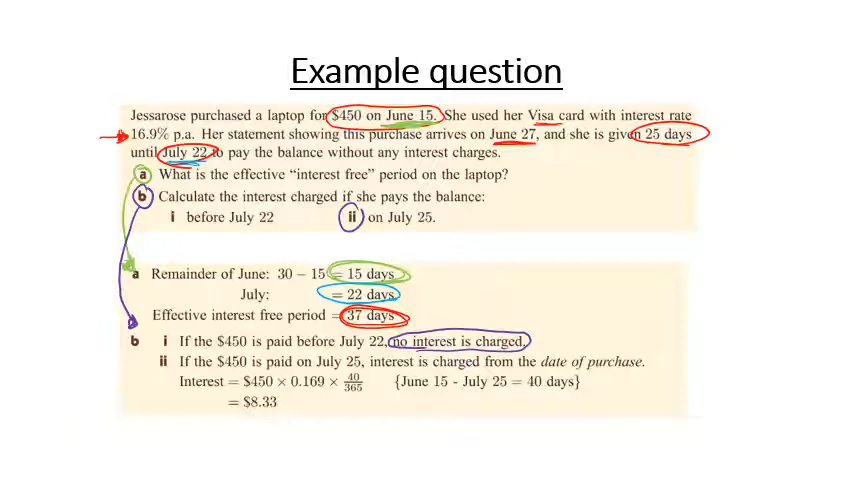 Example question
Jessarose purchased a laptop for $450 on June 15. She used her Visa card with interest rate
16.9% p.a. Her statement showing this purchase arrives on June 27, and she is given 25 days
until July 22 to pay the balance without any interest charges.
a What is the effective “interest free” period on the laptop?
b Calculate the interest charged if she pays the balance:
i before July 22 ii on July 25.
a Remainder of June: 30 − 15 = 15 days
July: = 22 days
Effective interest free period = 37 days
b i If the $450 is paid before July 22, no interest is charged.
ii If the $450 is paid on July 25, interest is charged from the date of purchase.
Interest = $450 × 0.169 × 40/365 {June 15 - July 25 = 40 days}
= $8.33